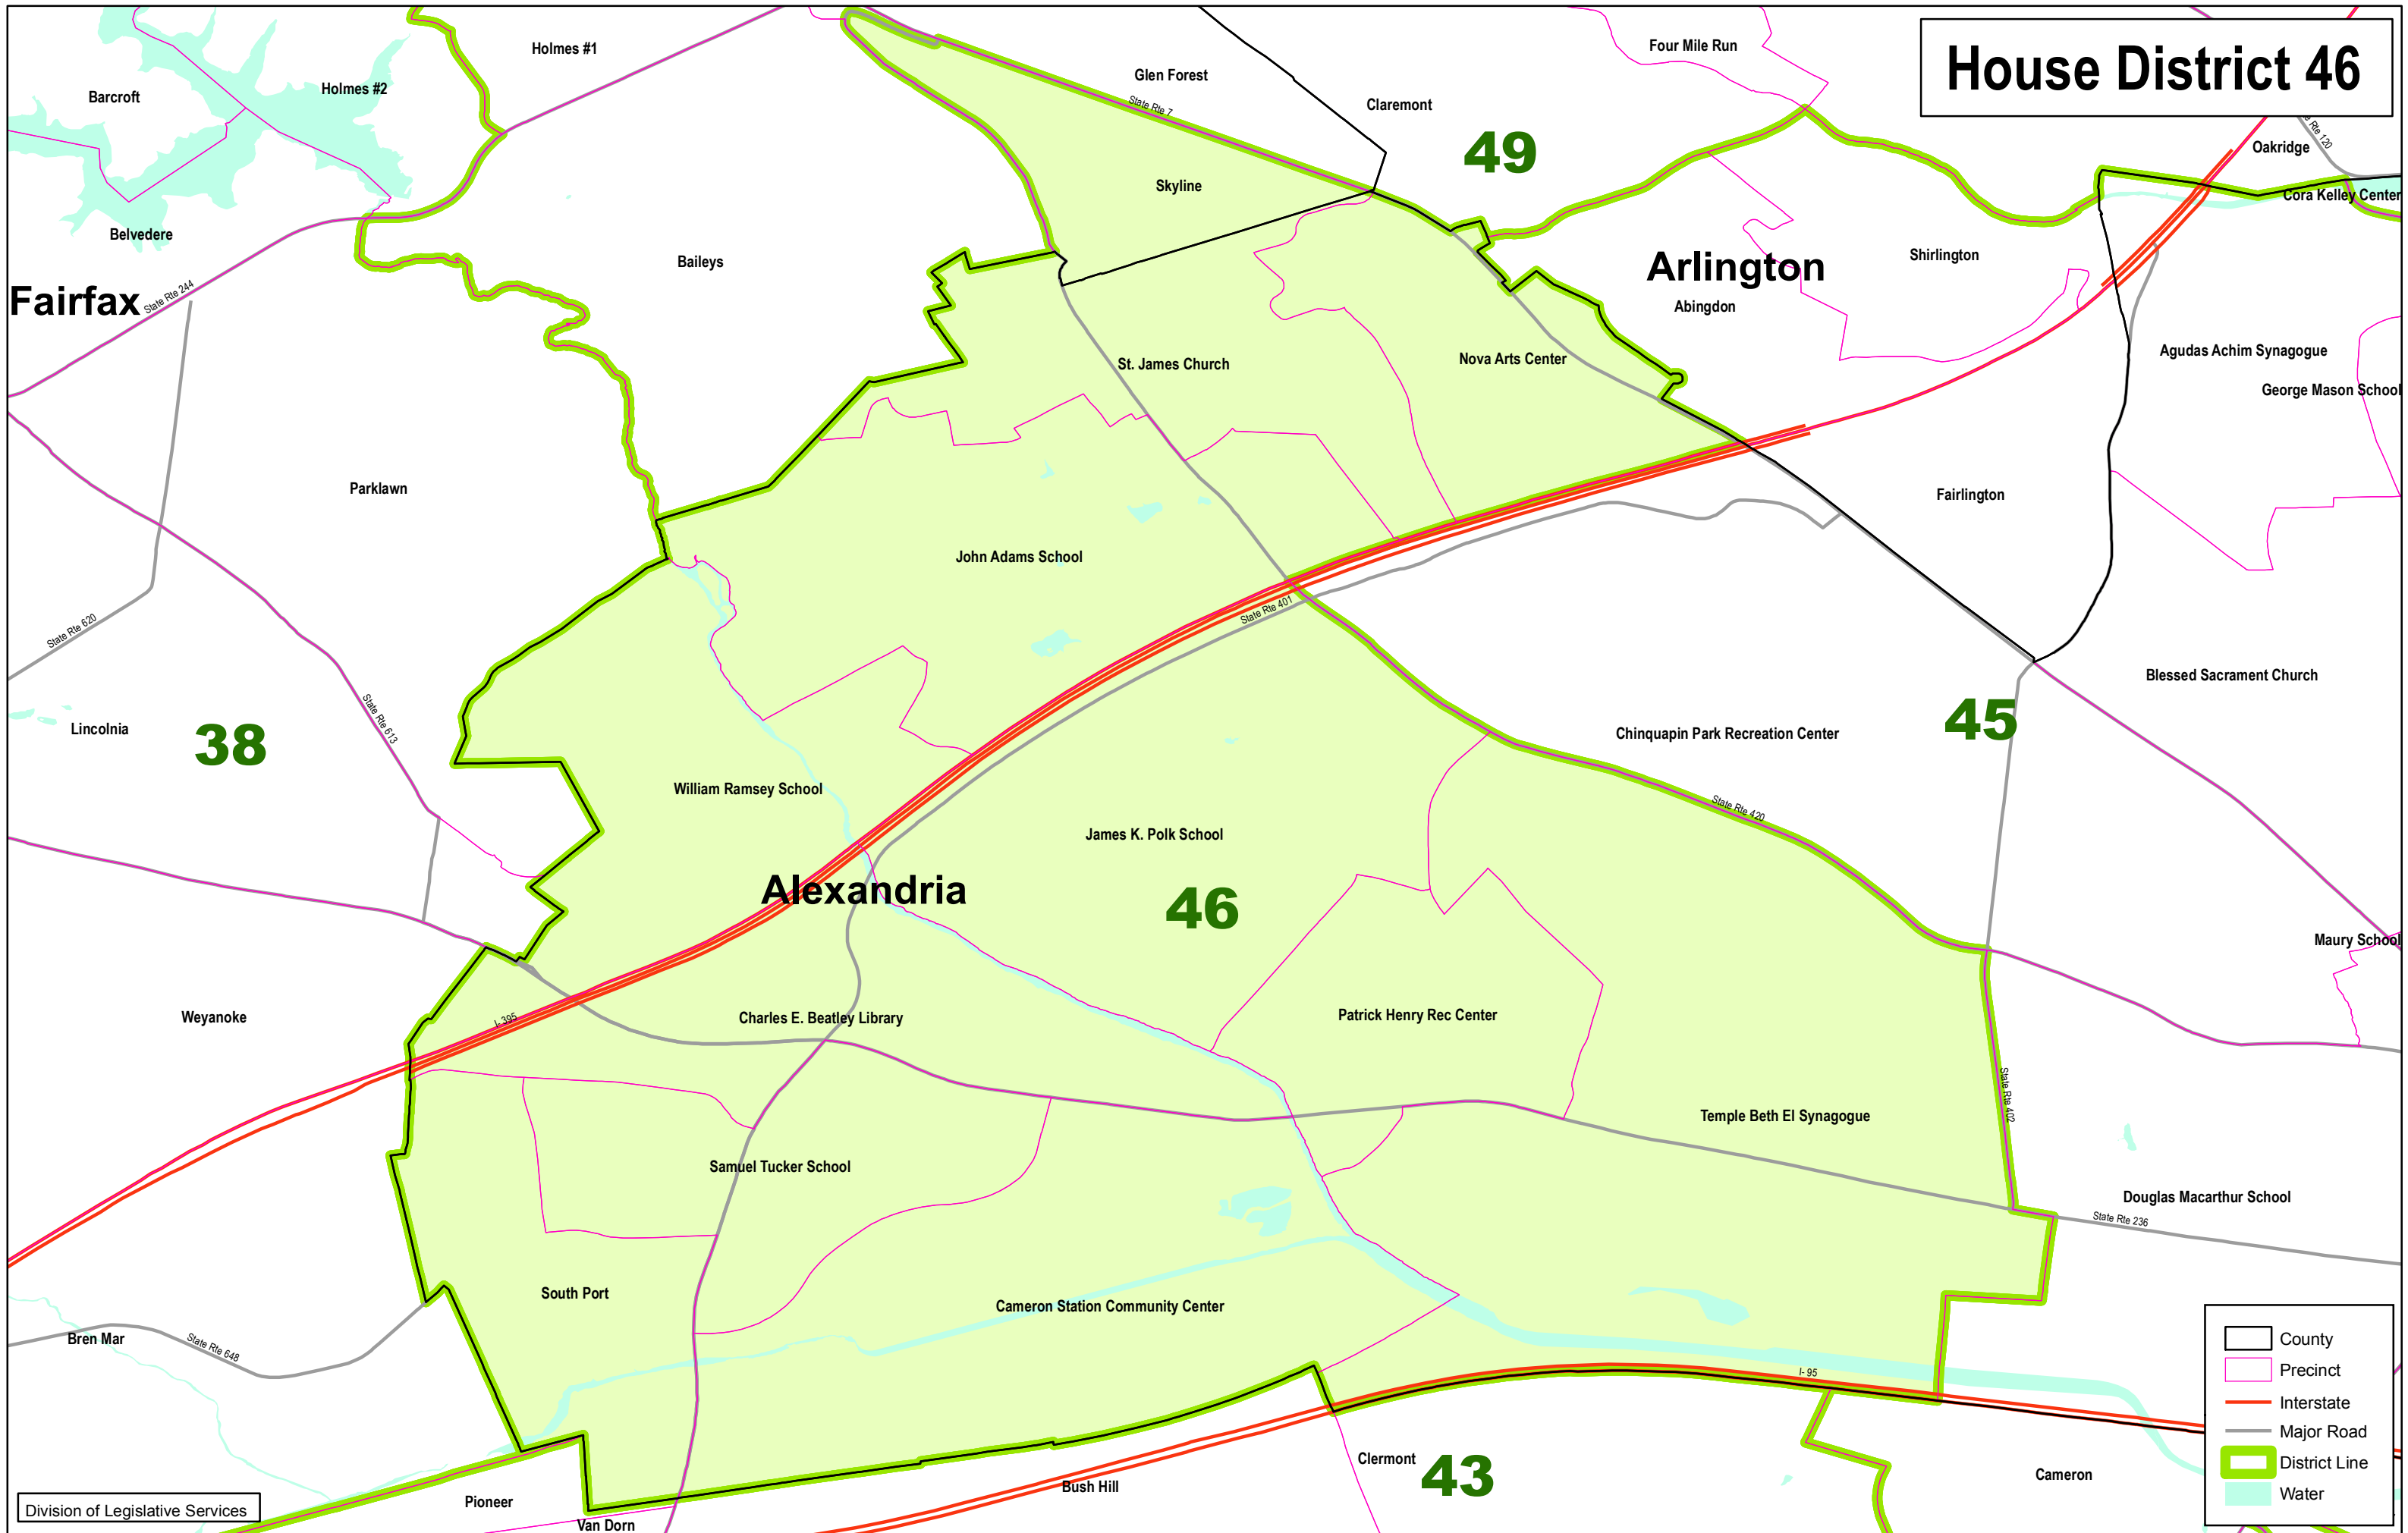 House District 46
Holmes #1
Four Mile Run
Glen Forest
Holmes #2
Barcroft
Claremont
State Rte 7
49
e Rte 120
Oakridge
Skyline
Cora Kelley Center
Belvedere
Baileys
Arlington
Shirlington
Fairfax
State Rte 244
Abingdon
Agudas Achim Synagogue
Nova Arts Center
St. James Church
George Mason School
Parklawn
Fairlington
John Adams School
State Rte 401
State Rte 620
Blessed Sacrament Church
State Rte 613
Lincolnia
38
45
Chinquapin Park Recreation Center
William Ramsey School
State Rte 420
James K. Polk School
Alexandria
46
Maury School
Weyanoke
I- 395
Charles E. Beatley Library
Patrick Henry Rec Center
State Rte 402
Temple Beth El Synagogue
Samuel Tucker School
Douglas Macarthur School
State Rte 236
South Port
Cameron Station Community Center
Bren Mar
State Rte 648
I- 95
County
Precinct
Interstate
Major Road
District Line
Water
Clermont
43
Cameron
Bush Hill
Pioneer
Division of Legislative Services
Van Dorn